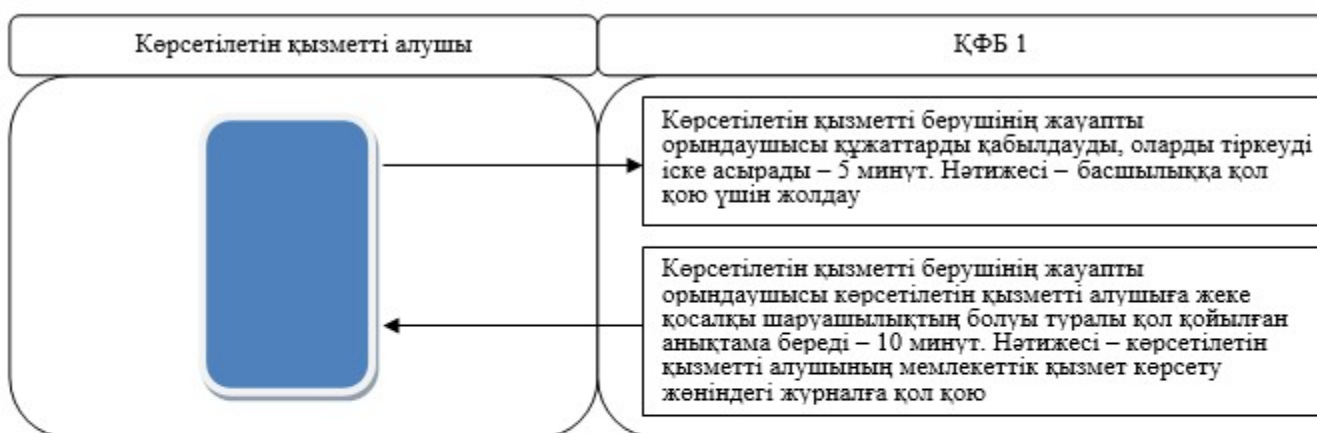 Көрсетілетін қызметті алушы
ҚФБ 1
Көрсетілетін қызметті берушінің жауапты
орындаушысы құжаттарды қабылдауды, оларды тіркеуді
іске асырады – 5 минут. Нәтижесі – басшылыққа қол
қою үшін жолдау
Көрсетілетін қызметті берушінің жауапты
орындаушысы көрсетілетін қызметті алушыға жеке
қосалқы шаруашылықтың болуы туралы қол қойылған
анықтама береді – 10 минут. Нәтижесі – көрсетілетін
қызметті алушының мемлекеттік қызмет көрсету
жөніндегі журналға қол қою